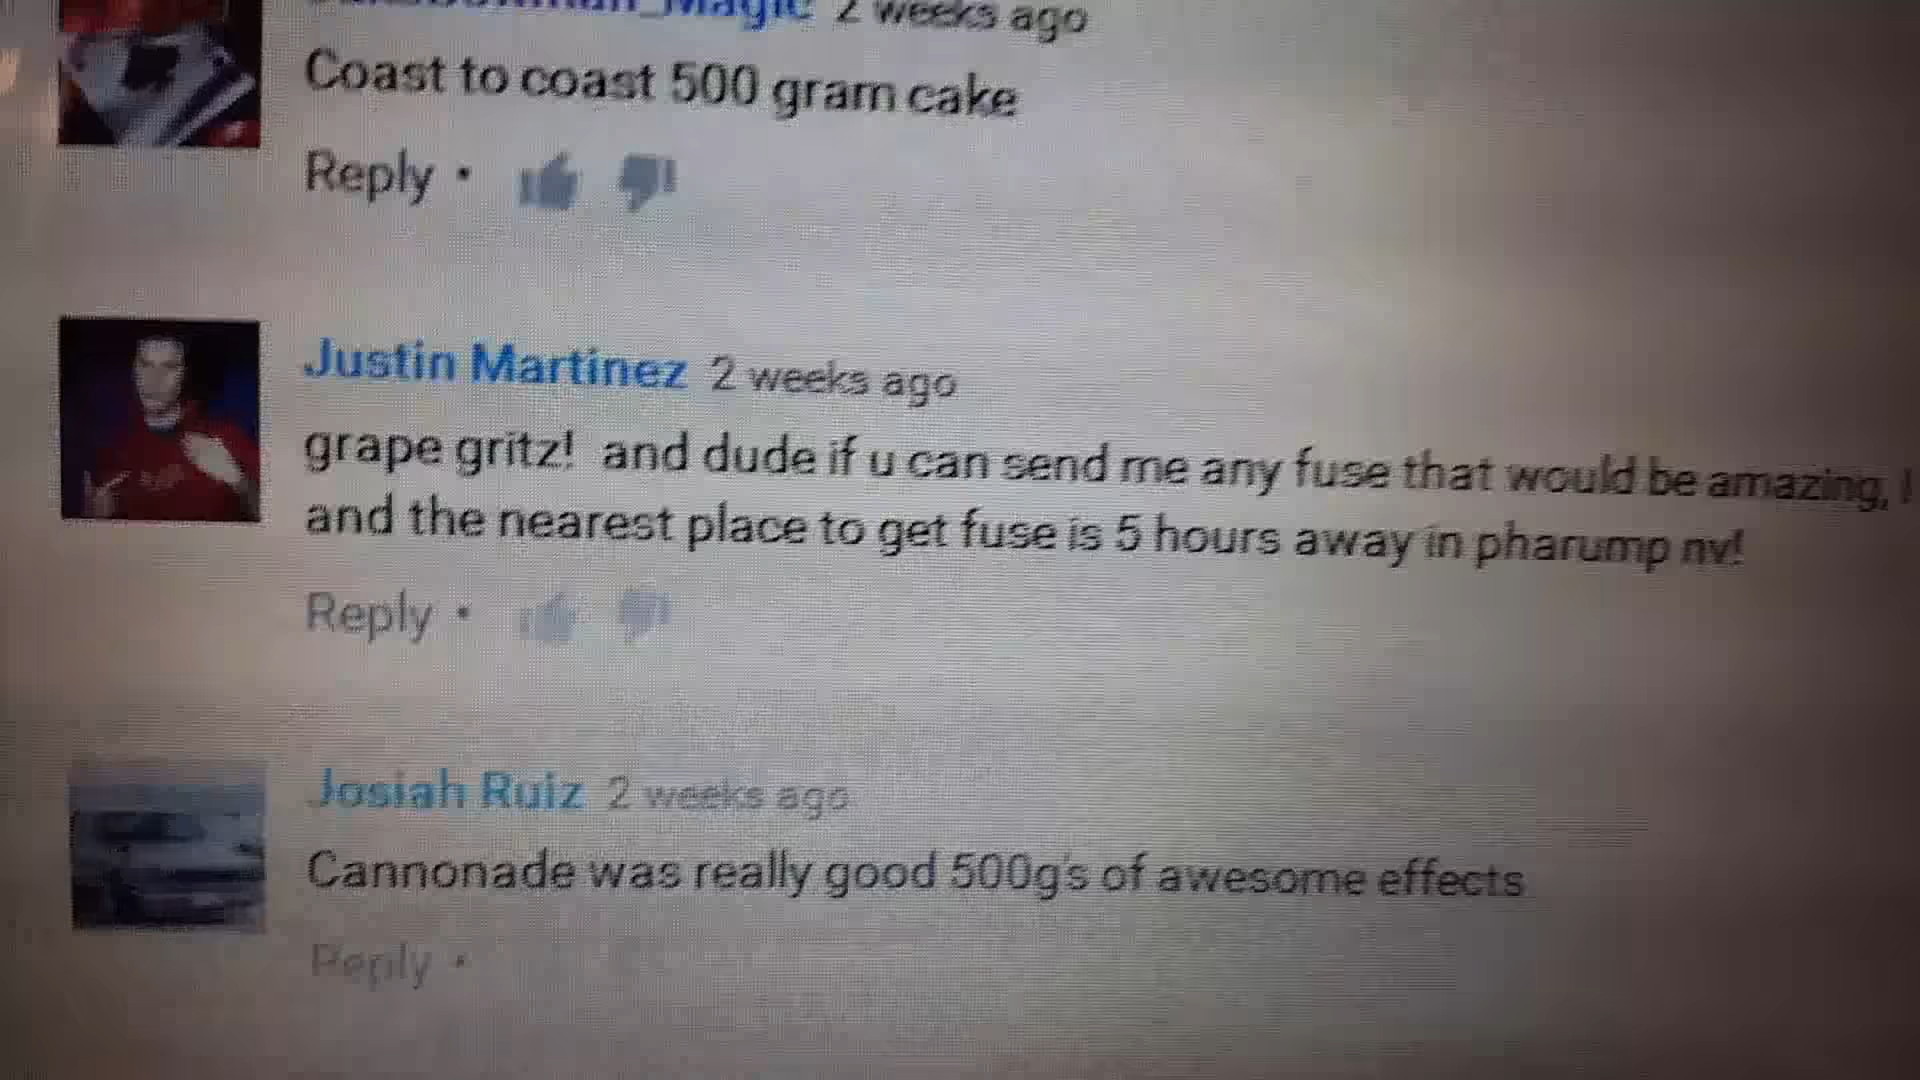 2 weeks ago
Coast to coast 500 gram cake
Reply •
Justin Martinez 2 weeks ago
grape gritz! and dude if u can send me any fuse that would be amazing, I
and the nearest place to get fuse is 5 hours away in pharump nv!
Reply •
Josiah Ruiz 2 weeks ago
Cannonade was really good 500g's of awesome effects
Reply •